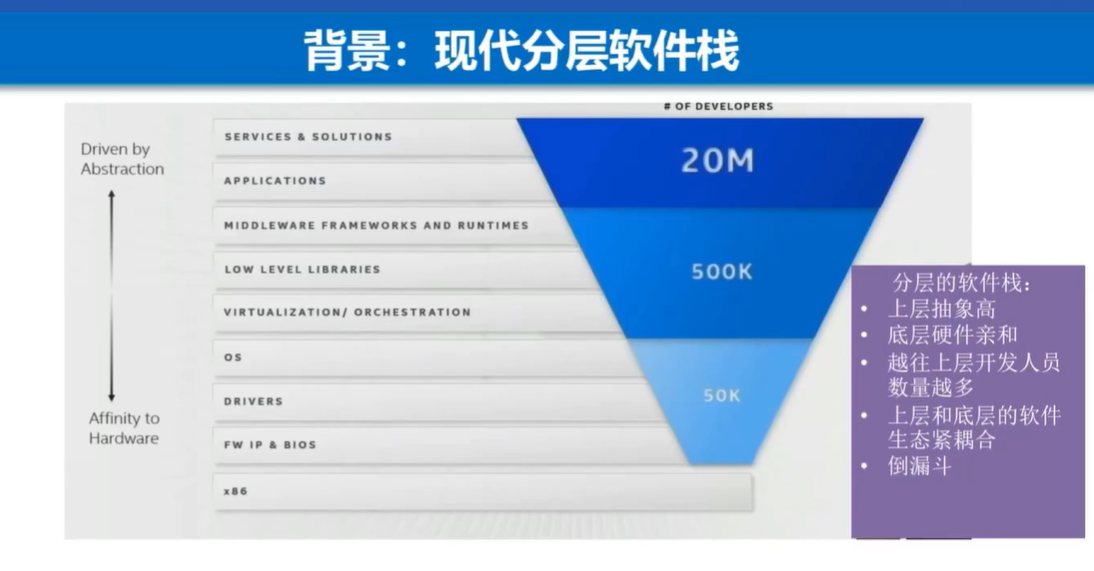 背景：现代分层软件栈
# OF DEVELOPERS
Driven by
Abstraction
SERVICES & SOLUTIONS
APPLICATIONS
MIDDLEWARE FRAMEWORKS AND RUNTIMES
LOW LEVEL LIBRARIES
VIRTUALIZATION/ ORCHESTRATION
OS
DRIVERS
FW IP & BIOS
x86
Affinity to
Hardware
20M
500K
50K
分层的软件栈：
• 上层抽象高
• 底层硬件亲和
• 越往上层开发人员
数量越多
• 上层和底层的软件
生态紧耦合
• 倒漏斗